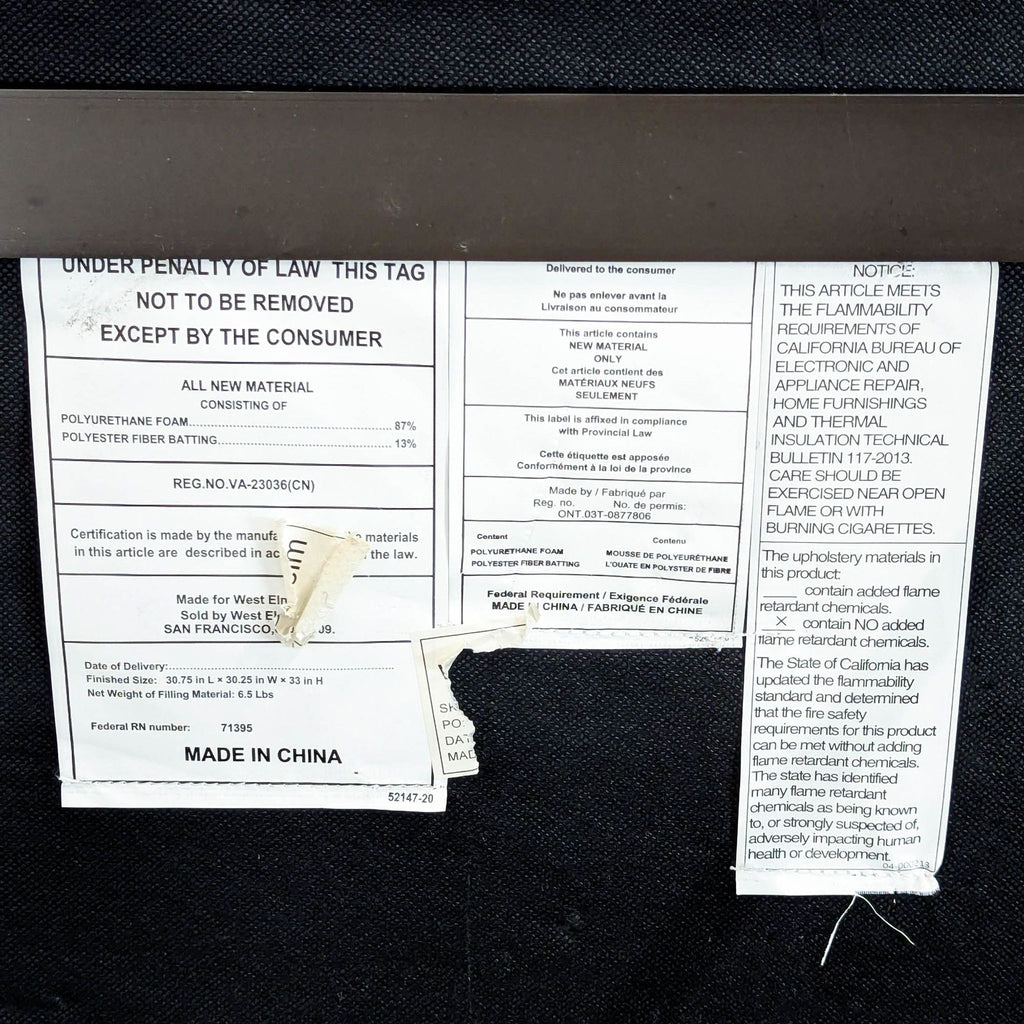 UNDER PENALTY OF LAW THIS TAG
NOT TO BE REMOVED
EXCEPT BY THE CONSUMER
ALL NEW MATERIAL
CONSISTING OF
POLYURETHANE FOAM........................................................ 87%
POLYESTER FIBER BATTING................................................ 13%
REG.NO.VA-23036(CN)
Certification is made by the materials
in this article are described in the law.
Made for West
Sold by West
SAN FRANCISCO,
Date of Delivery:................................................................
Finished Size: 30.75 in L × 30.25 in W × 33 in H
Net Weight of Filling Material: 6.5 Lbs
Federal RN number: 71395
MADE IN CHINA
52147-20
Delivered to the consumer
Ne pas enlever avant la
Livraison au consommateur
This article contains
NEW MATERIAL
ONLY
Cet article contient des
MATÉRIAUX NEUFS
SEULEMENT
This label is affixed in compliance
with Provincial Law
Cette étiquette est apposée
Conformément à la loi de la province
Made by / Fabriqué par
Reg. no. No. de permis:
ONT.03T-0877806
Content Contenu
POLYURETHANE FOAM MOUSSE DE POLYEURÉTHANE
POLYESTER FIBER BATTING L'OUATE EN POLYSTER DE FIBRE
Federal Requirement / Exigence Fédérale
MADE IN CHINA / FABRIQUÉ EN CHINE
PO:
NOTICE:
THIS ARTICLE MEETS
THE FLAMMABILITY
REQUIREMENTS OF
CALIFORNIA BUREAU OF
ELECTRONIC AND
APPLIANCE REPAIR,
HOME FURNISHINGS
AND THERMAL
INSULATION TECHNICAL
BULLETIN 117-2013.
CARE SHOULD BE
EXERCISED NEAR OPEN
FLAME OR WITH
BURNING CIGARETTES.
The upholstery materials in
this product:
____ contain added flame
retardant chemicals.
× contain NO added
flame retardant chemicals.
The State of California has
updated the flammability
standard and determined
that the fire safety
requirements for this product
can be met without adding
flame retardant chemicals.
The state has identified
many flame retardant
chemicals as being known
to, or strongly suspected of,
adversely impacting human
health or development.